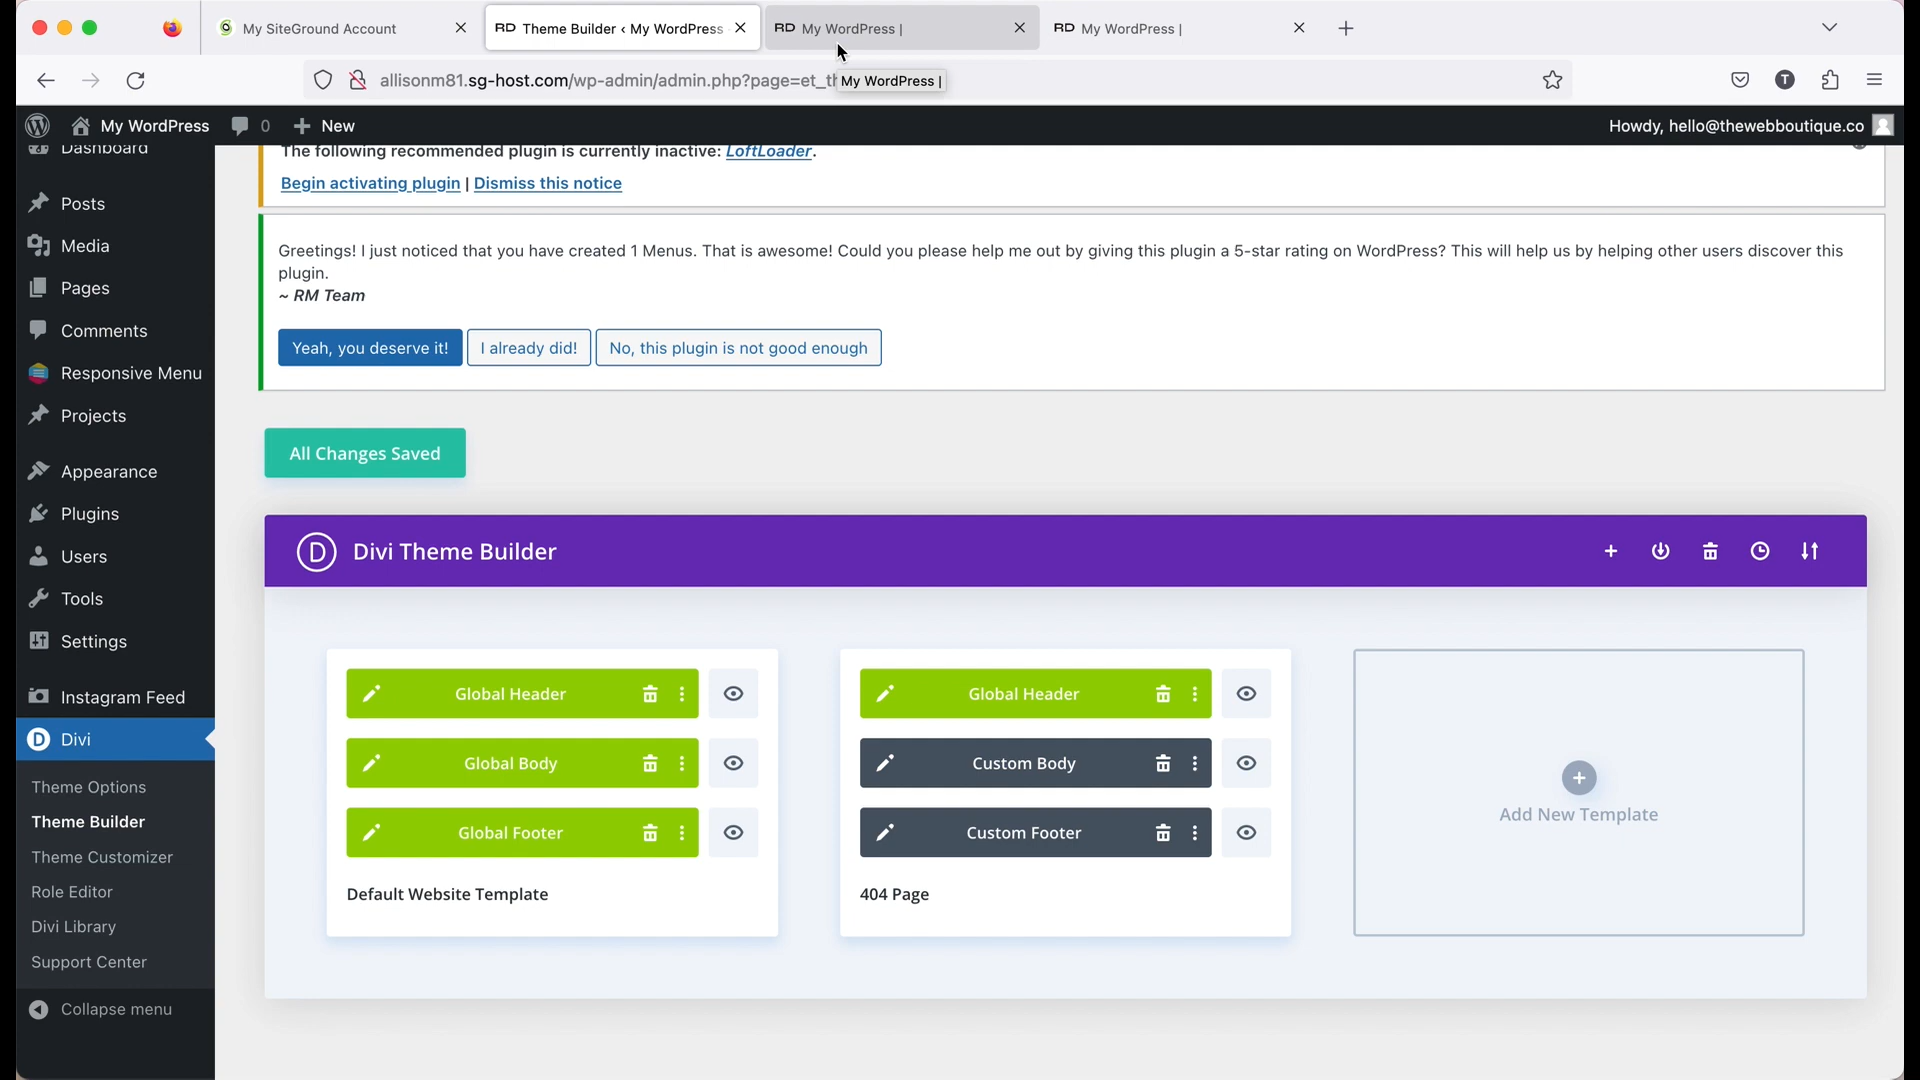 My SiteGround Account
RD Theme Builder ‹ My WordPress
RD My WordPress |
RD My WordPress |
allisonm81.sg-host.com/wp-admin/admin.php?page=et_th
My WordPress |
T
My WordPress
0
New
Howdy, hello@thewebboutique.co
Dashboard
Posts
Media
Pages
Comments
Responsive Menu
Projects
Appearance
Plugins
Users
Tools
Settings
Instagram Feed
D Divi
Theme Options
Theme Builder
Theme Customizer
Role Editor
Divi Library
Support Center
Collapse menu
The following recommended plugin is currently inactive: LoftLoader.
Begin activating plugin | Dismiss this notice
Greetings! I just noticed that you have created 1 Menus. That is awesome! Could you please help me out by giving this plugin a 5-star rating on WordPress? This will help us by helping other users discover this
plugin.
~ RM Team
Yeah, you deserve it!
I already did!
No, this plugin is not good enough
All Changes Saved
D Divi Theme Builder
Global Header
Global Body
Global Footer
Default Website Template
Global Header
Custom Body
Custom Footer
404 Page
Add New Template